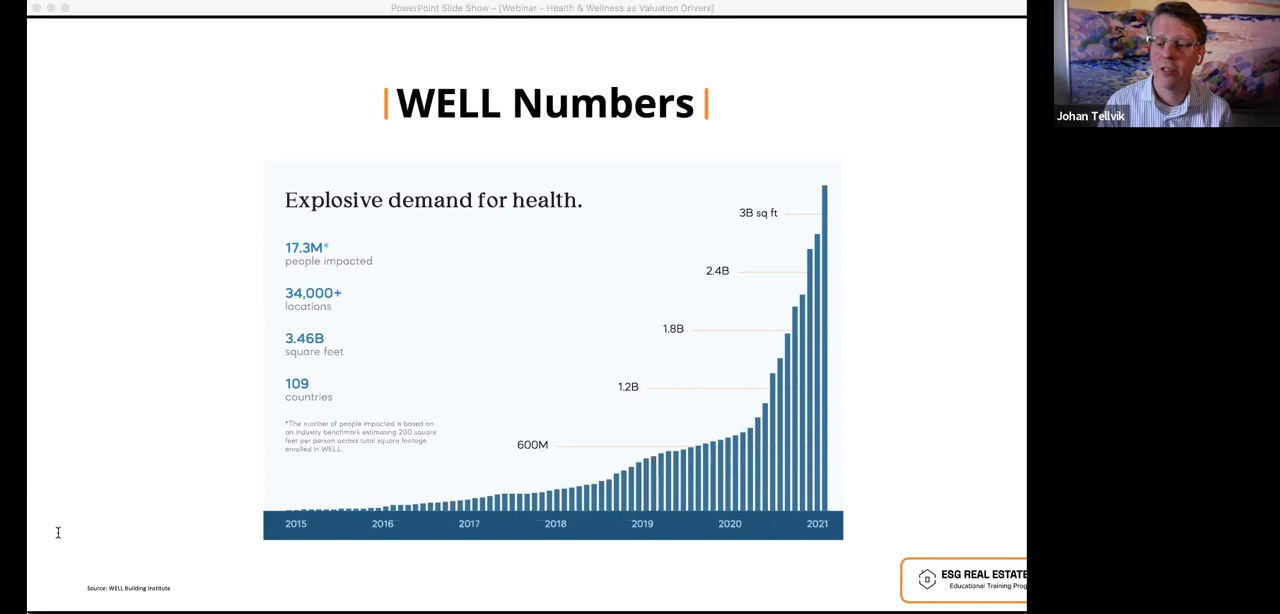 PowerPoint Slide Show – [Webinar - Health & Wellness as Valuation Drivers]
Johan Tellvik
| WELL Numbers |
Explosive demand for health.
17.3M*
people impacted
34,000+
locations
3.46B
square feet
109
countries
*The number of people impacted is based on
an industry benchmark estimating 200 square
feet per person across total square footage
enrolled in WELL.
3B sq ft
2.4B
1.8B
1.2B
600M
2015 2016 2017 2018 2019 2020 2021
Source: WELL Building Institute
ESG REAL ESTATE
Educational Training Prog